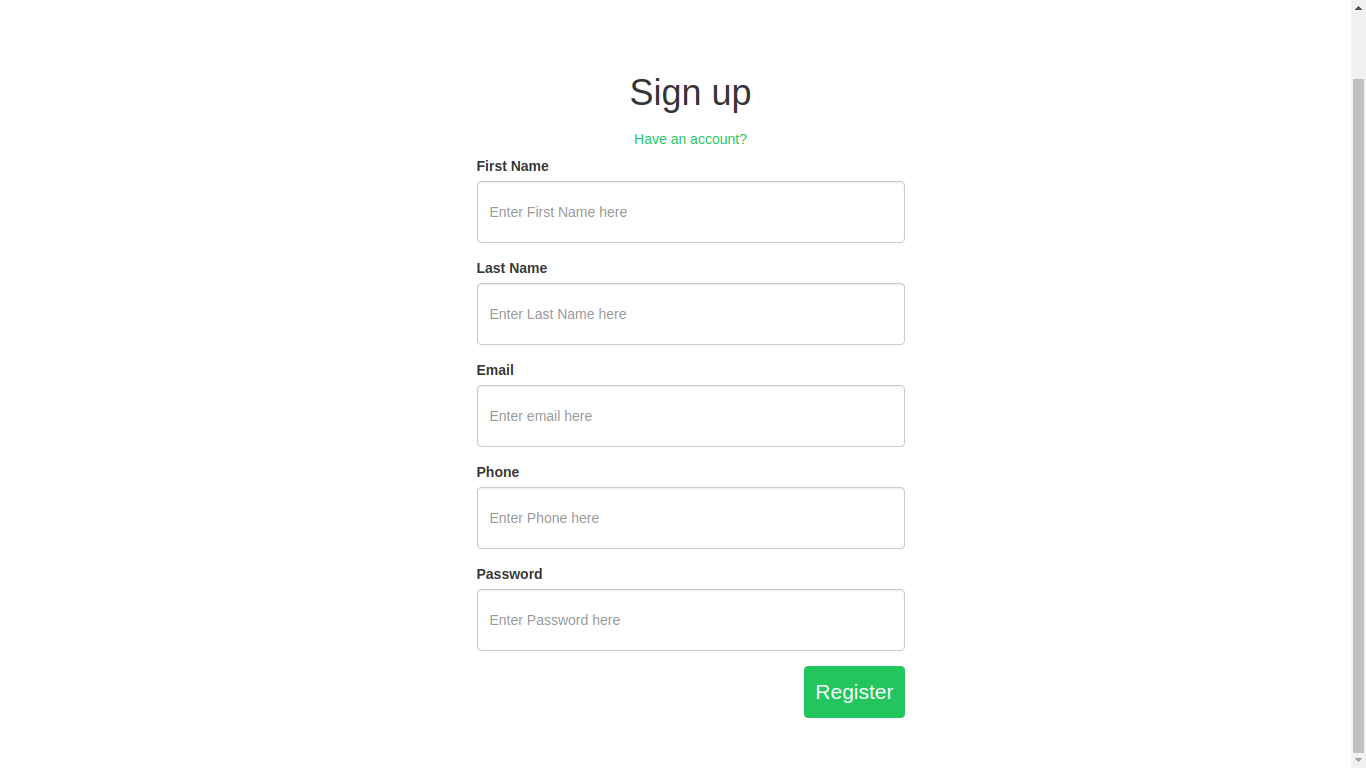 Sign up
Have an account?
First Name
Enter First Name here
Last Name
Enter Last Name here
Email
Enter email here
Phone
Enter Phone here
Password
Enter Password here
Register